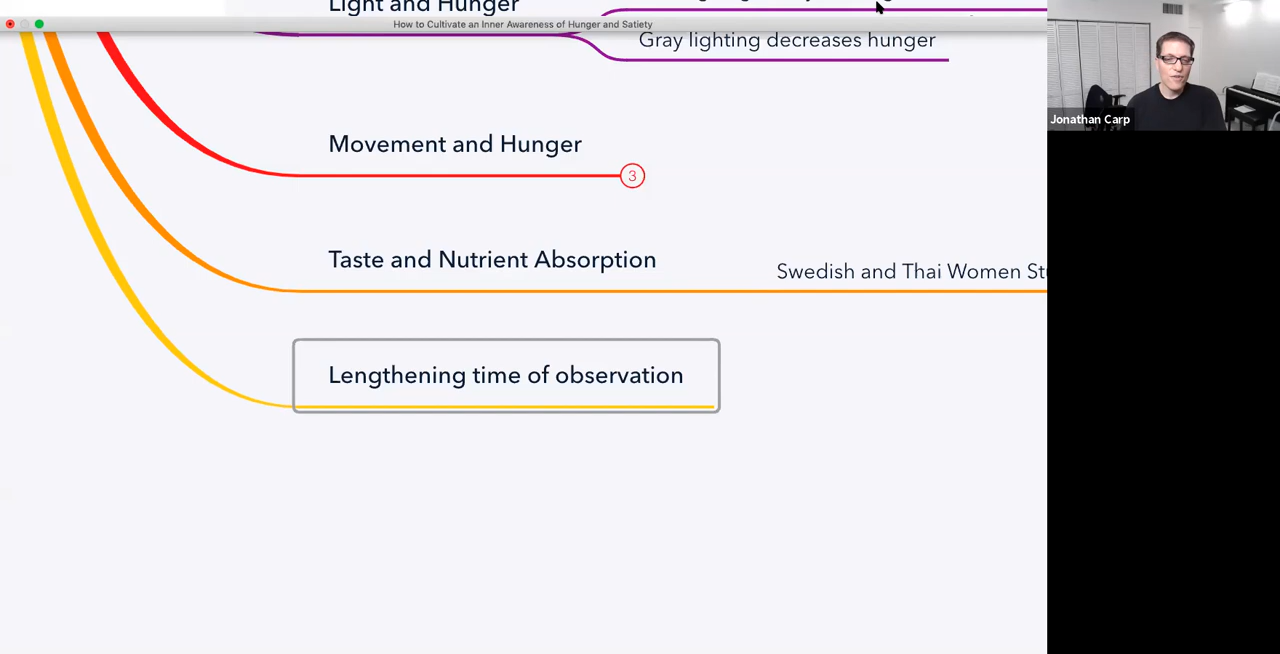 Light and Hunger
How to Cultivate an Inner Awareness of Hunger and Satiety
Gray lighting decreases hunger
Jonathan Carp
Movement and Hunger
3
Taste and Nutrient Absorption
Swedish and Thai Women
Lengthening time of observation